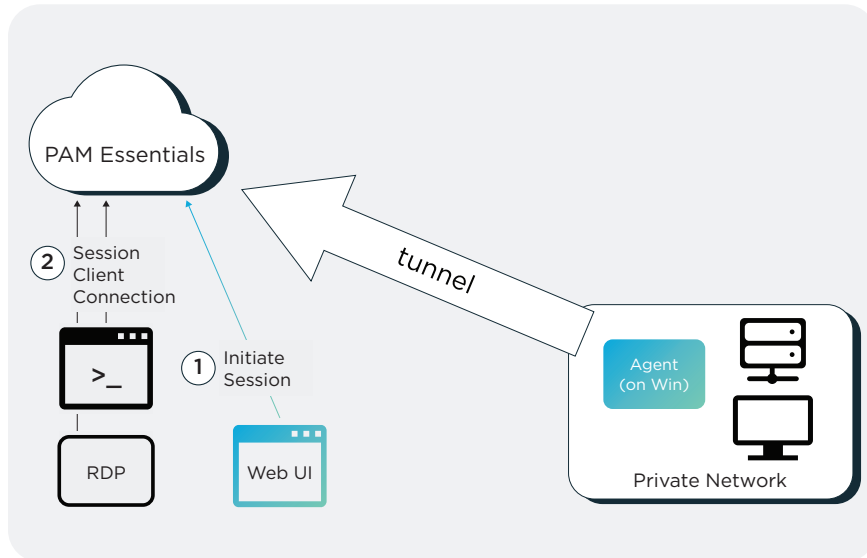 PAM Essentials
2
Session
Client
Connection
tunnel
1
Initiate
Session
>_
Agent
(on Win)
RDP
Web UI
Private Network